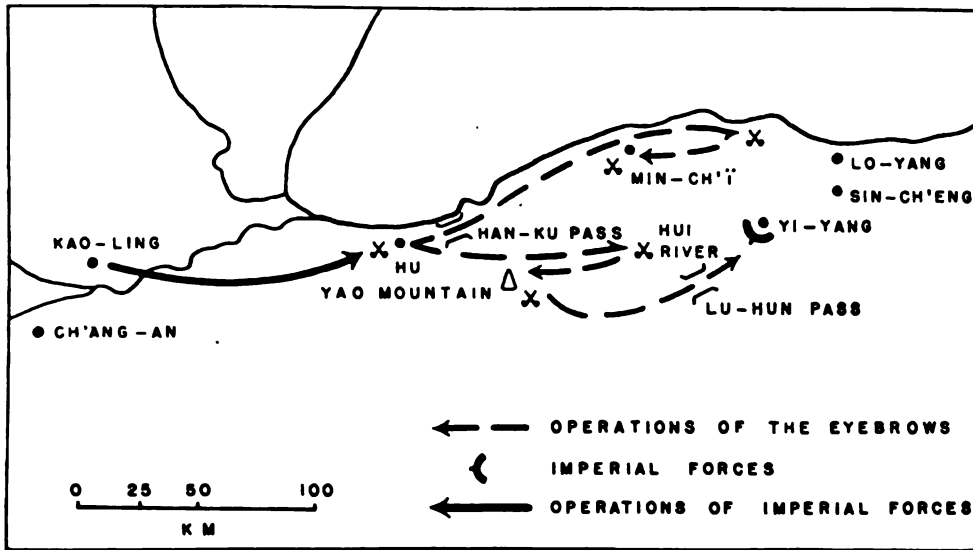 LO-YANG
MIN-CH'Ï
SIN-CH'ENG
HAN-KU PASS
HUI
RIVER
YI-YANG
KAO-LING
HU
YAO MOUNTAIN
LU-HUN PASS
CH'ANG-AN
OPERATIONS OF THE EYEBROWS
IMPERIAL FORCES
0 25 50 100
KM
OPERATIONS OF IMPERIAL FORCES